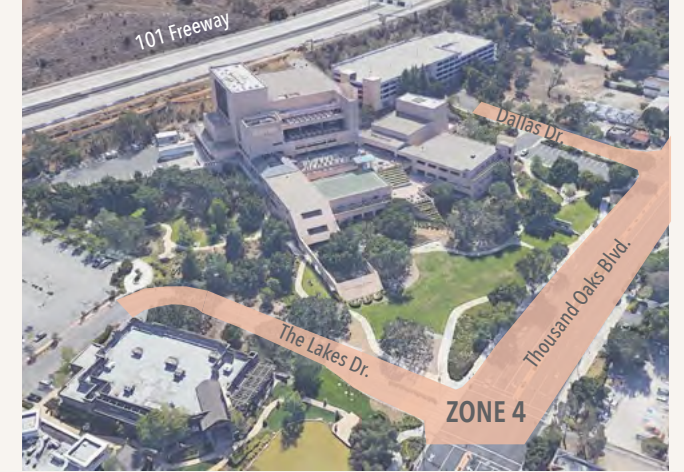 101 Freeway
Dallas Dr.
Thousand Oaks Blvd.
The Lakes Dr.
ZONE 4